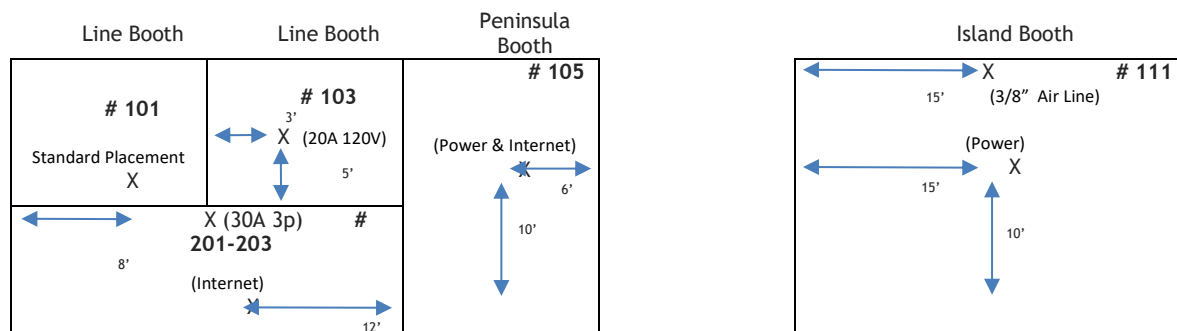 Line Booth
Line Booth
Peninsula
Booth
Island Booth
# 101
Standard Placement
X
# 103
3’
X (20A 120V)
5’
# 105
(Power & Internet)
X
6’
10’
X (30A 3p) #
201-203
8’
(Internet)
X
12’
# 111
X
15’
(3/8” Air Line)
(Power)
X
15’
10’